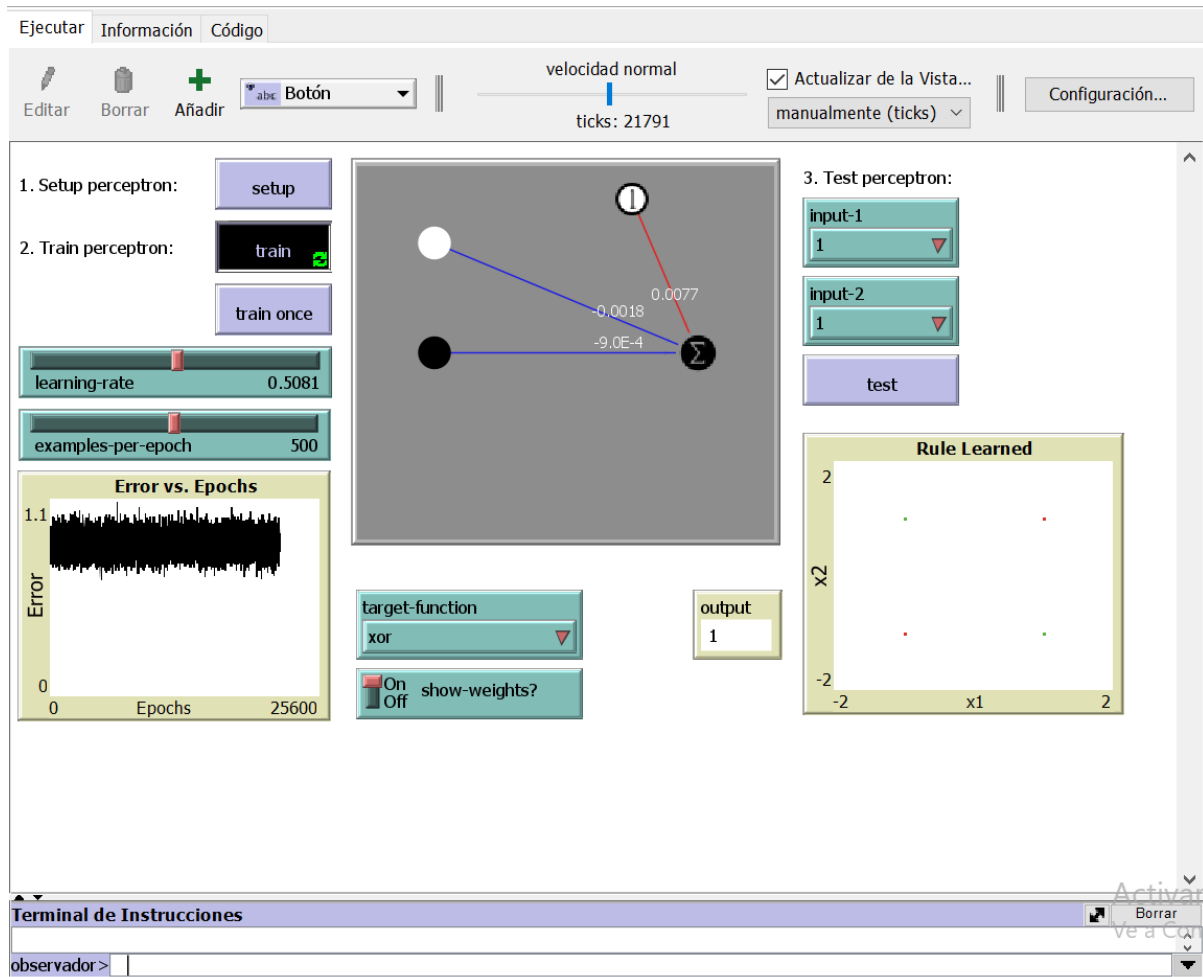 Ejecutar Información Código
Editar Borrar Añadir
abc Botón
velocidad normal
ticks: 21791
Actualizar de la Vista...
manualmente (ticks)
Configuración...
1. Setup perceptron:
setup
2. Train perceptron:
train
train once
learning-rate 0.5081
examples-per-epoch 500
Error vs. Epochs
1.1
Error
0
0 Epochs 25600
0.0077
-0.0018
-9.0E-4
Σ
target-function
xor
On
Off
show-weights?
output
1
3. Test perceptron:
input-1
1
input-2
1
test
Rule Learned
2
x2
-2
-2 x1 2
Terminal de Instrucciones
Borrar
observador>
Activar
Ve a Con